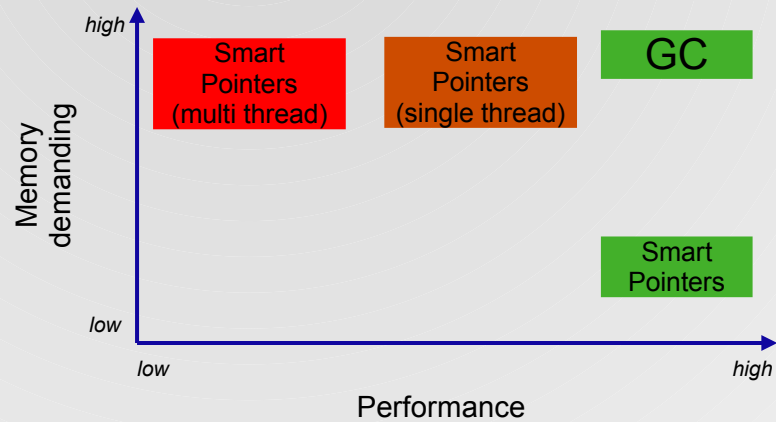 high
Smart
Pointers
(multi thread)
Smart
Pointers
(single thread)
GC
Memory
demanding
Smart
Pointers
low
low
high
Performance